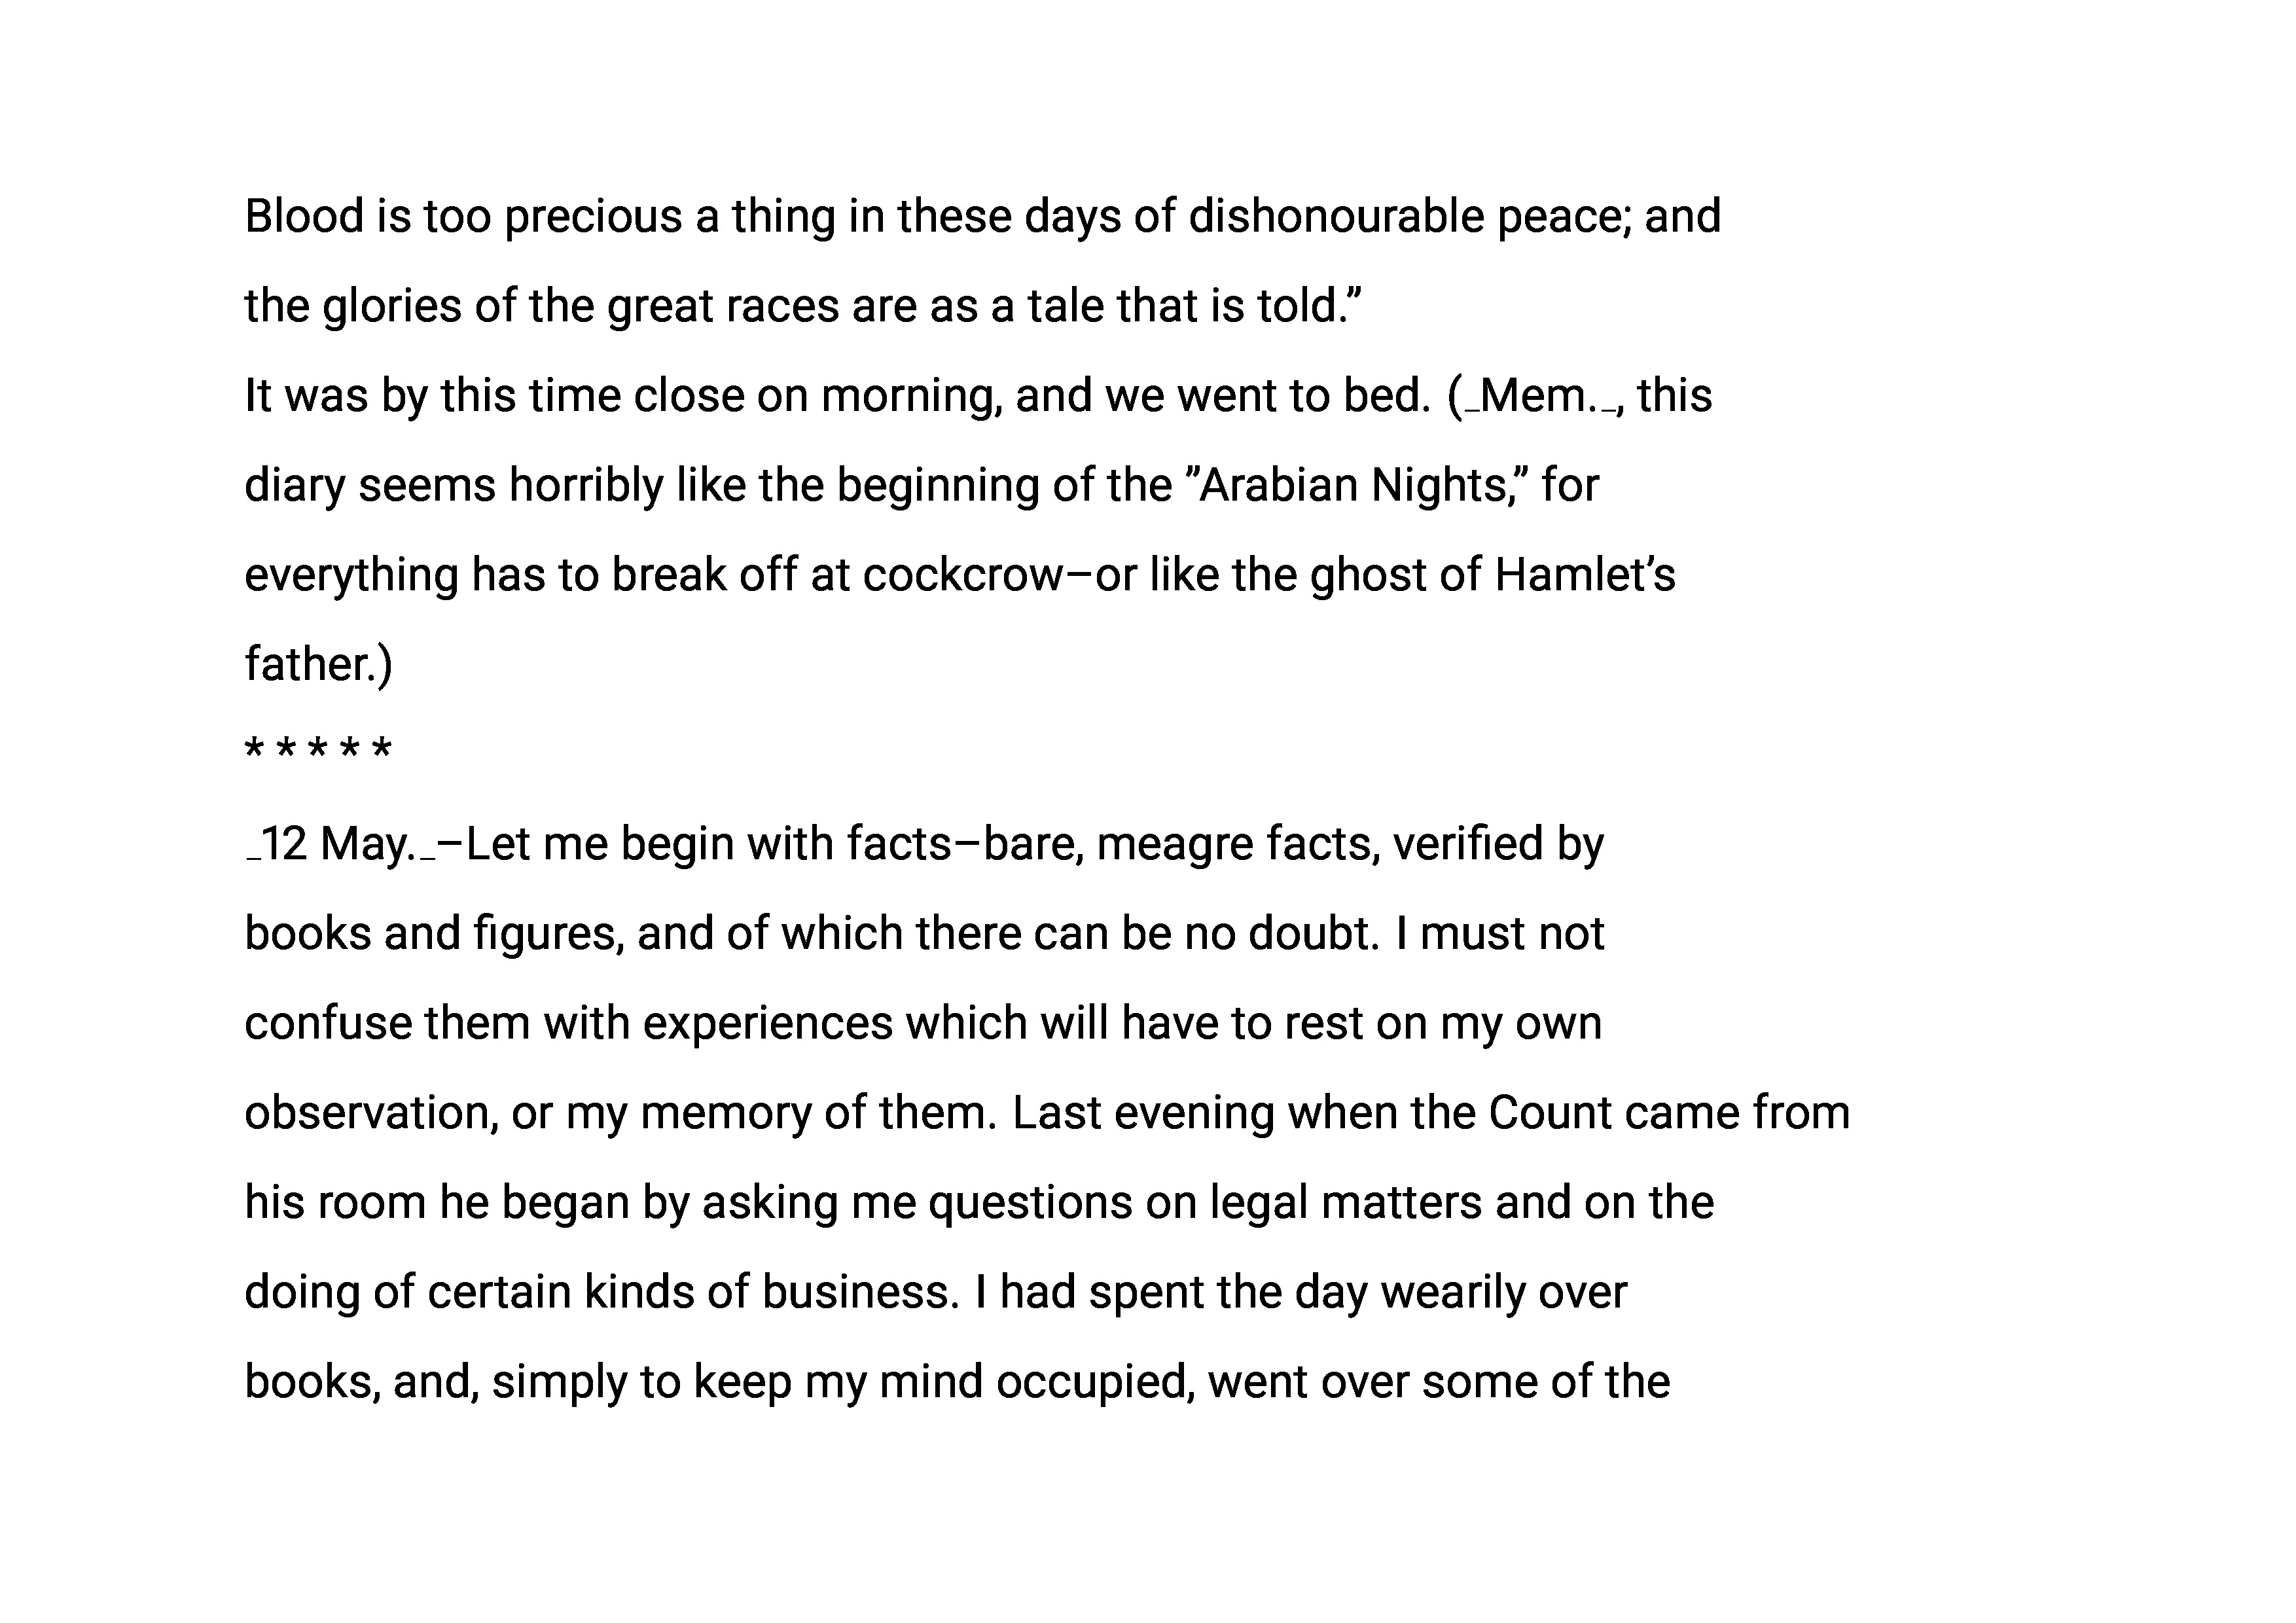 Blood is too precious a thing in these days of dishonourable peace; and
the glories of the great races are as a tale that is told.”
It was by this time close on morning, and we went to bed. (_Mem._, this
diary seems horribly like the beginning of the ”Arabian Nights,” for
everything has to break off at cockcrow–or like the ghost of Hamlet’s
father.)
* * * * *
_12 May._–Let me begin with facts–bare, meagre facts, verified by
books and figures, and of which there can be no doubt. I must not
confuse them with experiences which will have to rest on my own
observation, or my memory of them. Last evening when the Count came from
his room he began by asking me questions on legal matters and on the
doing of certain kinds of business. I had spent the day wearily over
books, and, simply to keep my mind occupied, went over some of the